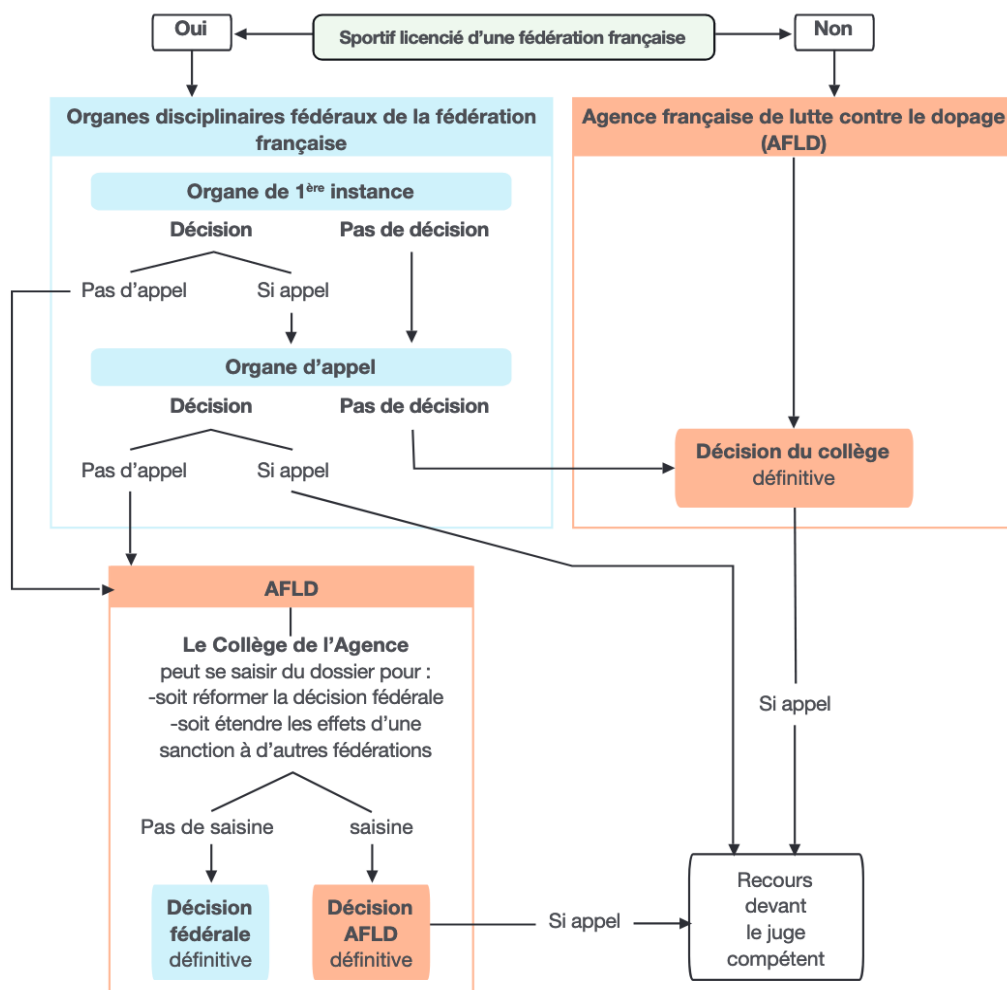 Oui
Sportif licencié d’une fédération française
Non
Organes disciplinaires fédéraux de la fédération
française
Agence française de lutte contre le dopage
(AFLD)
Organe de 1ère instance
Décision
Pas de décision
Pas d’appel
Si appel
Organe d’appel
Décision
Pas de décision
Pas d’appel
Si appel
Décision du collège
définitive
AFLD
Le Collège de l’Agence
peut se saisir du dossier pour :
-soit réformer la décision fédérale
-soit étendre les effets d’une
sanction à d’autres fédérations
Si appel
Pas de saisine
saisine
Décision
fédérale
définitive
Décision
AFLD
définitive
Si appel
Recours
devant
le juge
compétent